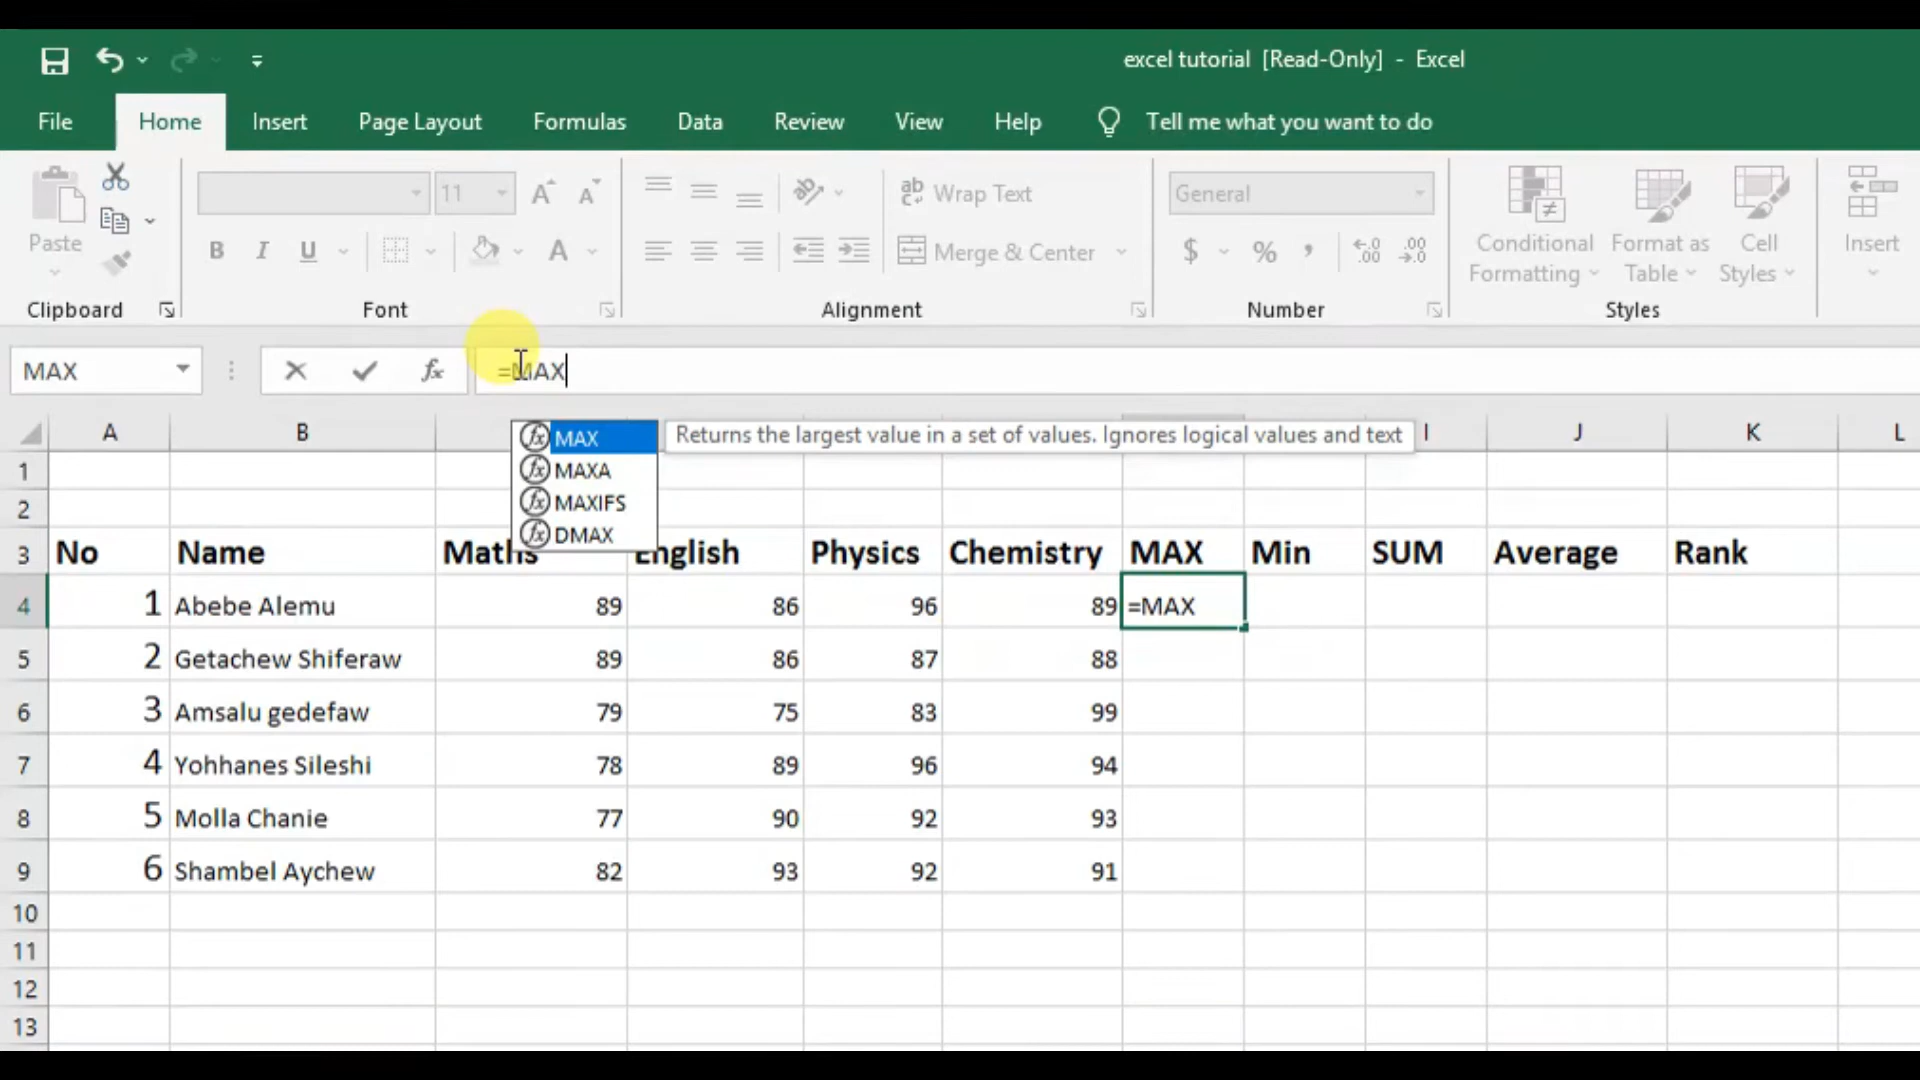 excel tutorial [Read-Only] - Excel
File Home Insert Page Layout Formulas Data Review View Help Tell me what you want to do
11 Wrap Text General
Paste
B I U A Merge & Center $ % , Conditional Formatting Format as Table Cell Styles Insert
Clipboard Font Alignment Number Styles
MAX fx =MAX
A B I J K L
MAX Returns the largest value in a set of values. Ignores logical values and text
MAXA
MAXIFS
DMAX
1
2
3 No Name Maths English Physics Chemistry MAX Min SUM Average Rank
4 1 Abebe Alemu 89 86 96 89 =MAX
5 2 Getachew Shiferaw 89 86 87 88
6 3 Amsalu gedefaw 79 75 83 99
7 4 Yohhanes Sileshi 78 89 96 94
8 5 Molla Chanie 77 90 92 93
9 6 Shambel Aychew 82 93 92 91
10
11
12
13